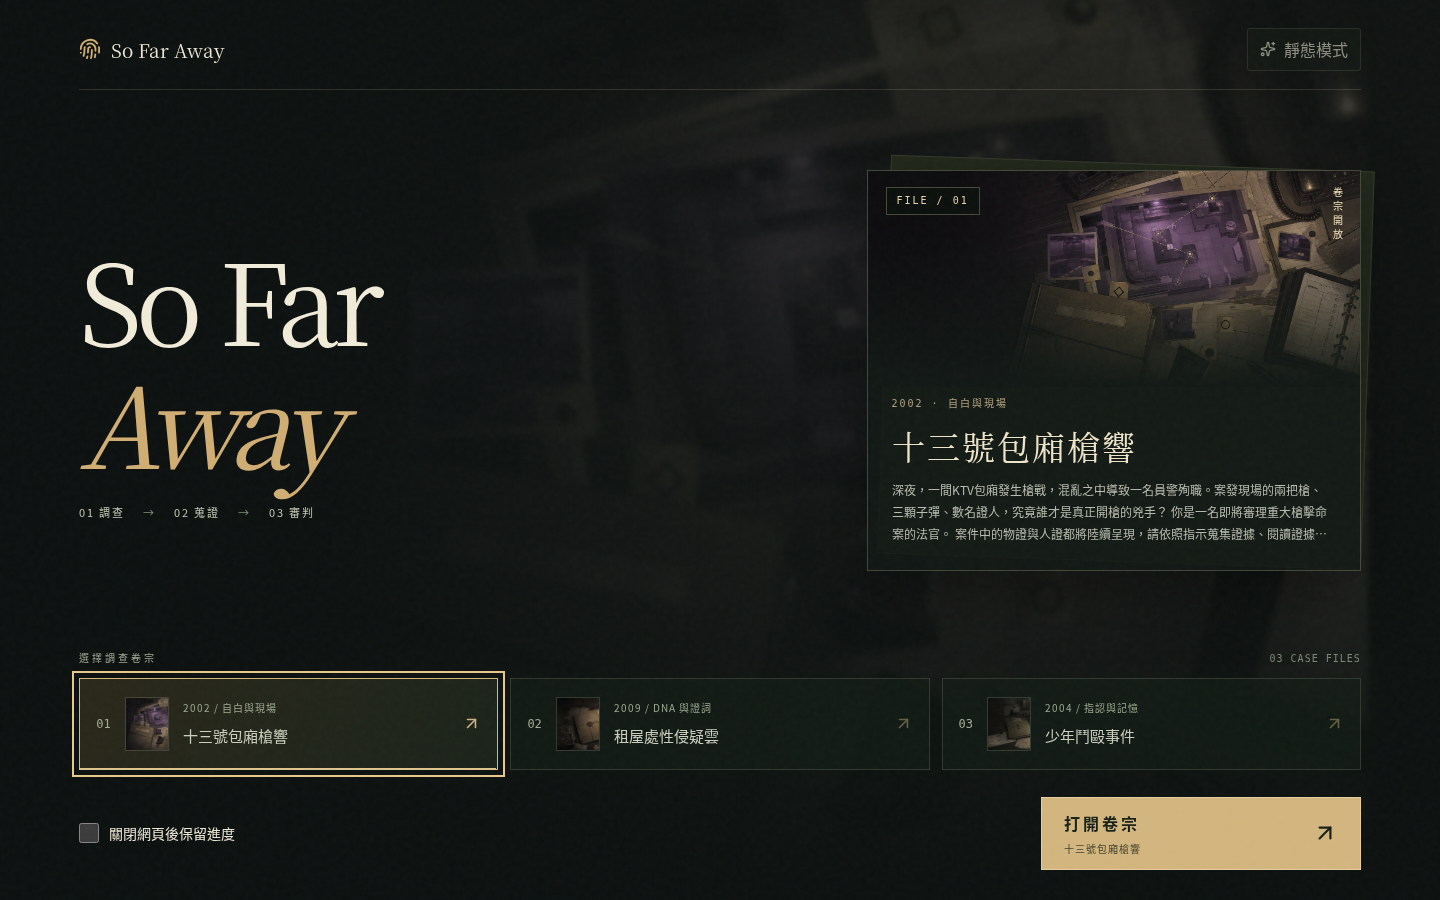 So Far Away
靜態模式
So Far
Away
01 調查 → 02 蒐證 → 03 審判
FILE / 01
卷宗開放
2002 · 自白與現場
十三號包廂槍響
深夜，一間KTV包廂發生槍戰，混亂之中導致一名員警殉職。案發現場的兩把槍、
三顆子彈、數名證人，究竟誰才是真正開槍的兇手？ 你是一名即將審理重大槍擊命
案的法官。 案件中的物證與人證都將陸續呈現，請依照指示蒐集證據、閱讀證據…
選擇調查卷宗
03 CASE FILES
01
2002 / 自白與現場
十三號包廂槍響
02
2009 / DNA 與證詞
租屋處性侵疑雲
03
2004 / 指認與記憶
少年鬥毆事件
關閉網頁後保留進度
打開卷宗
十三號包廂槍響